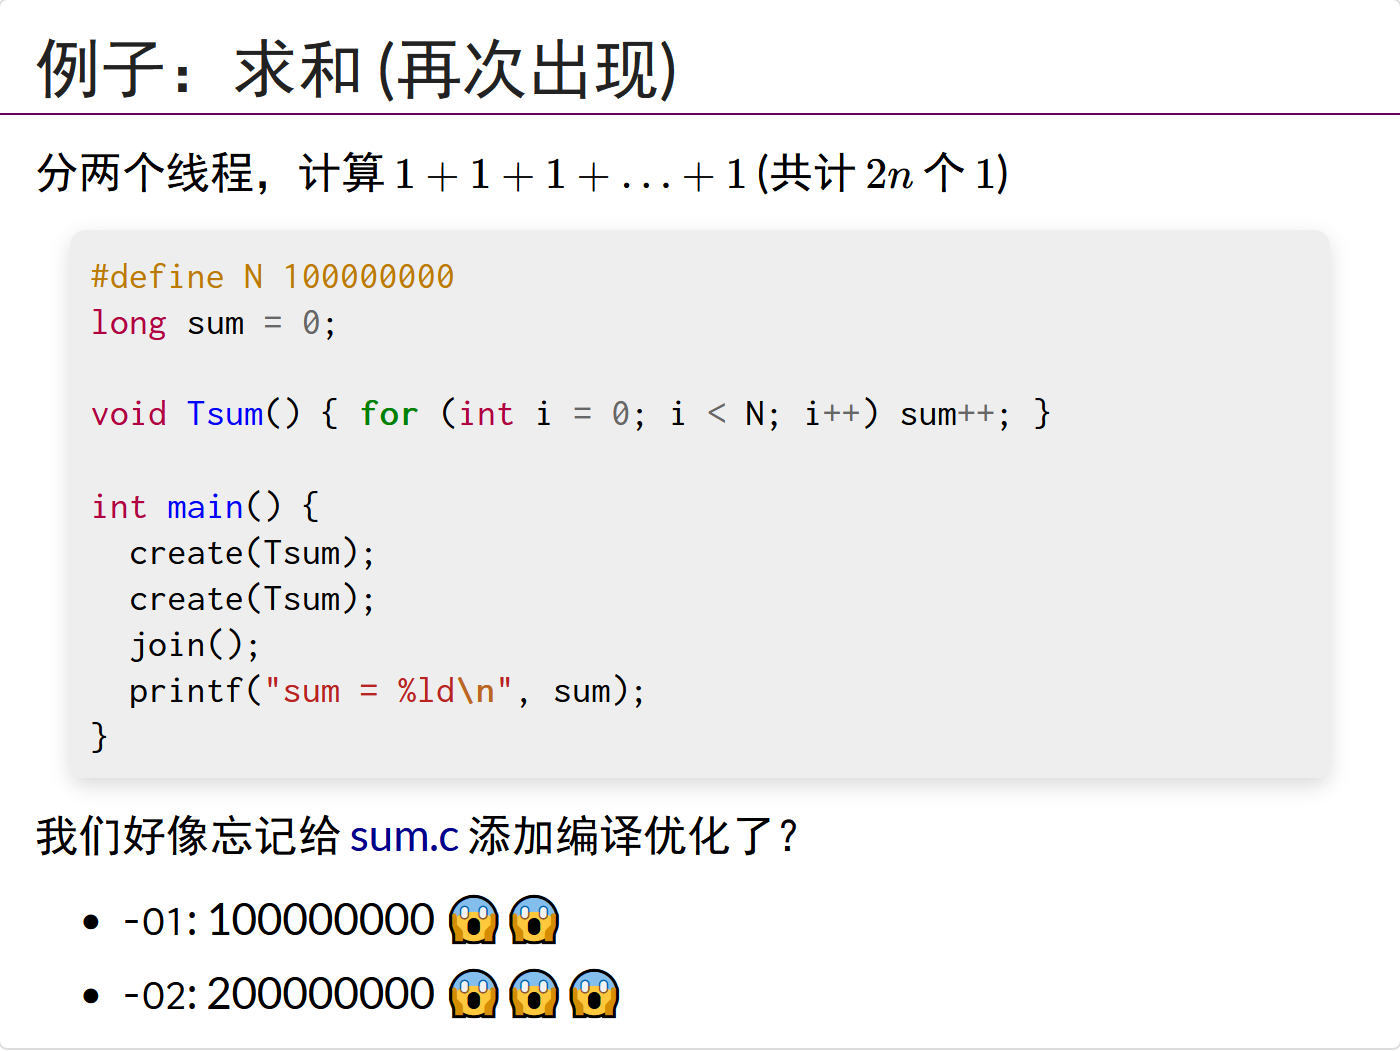 例子：求和 (再次出现)
分两个线程，计算 1 + 1 + 1 + … + 1 (共计 2n 个 1)
#define N 100000000
long sum = 0;
void Tsum() { for (int i = 0; i < N; i++) sum++; }
int main() {
  create(Tsum);
  create(Tsum);
  join();
  printf("sum = %ld\n", sum);
}
我们好像忘记给 sum.c 添加编译优化了？
• -O1: 100000000 😱😱
• -O2: 200000000 😱😱😱